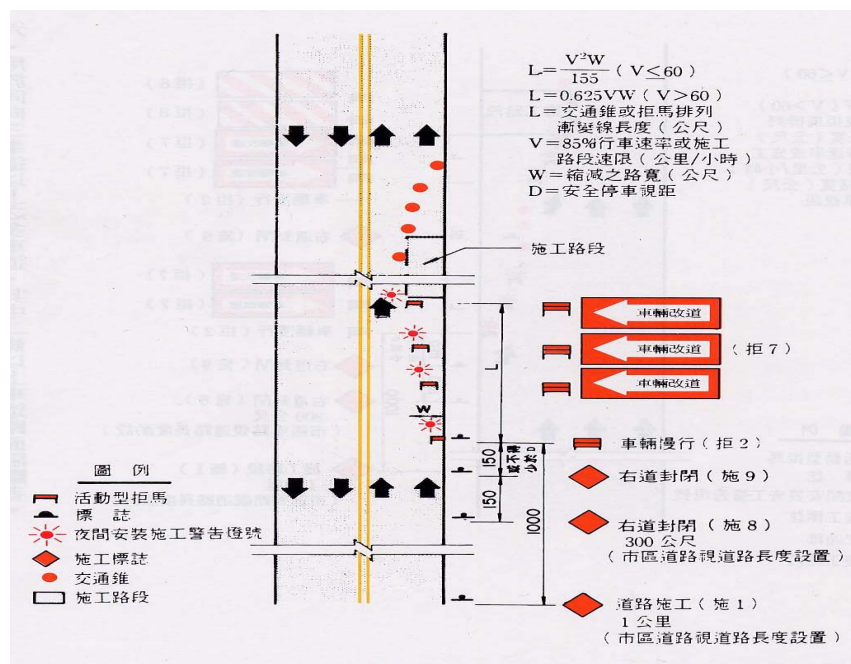 L=V²W/155（V≤60）
L=0.625VW（V>60）
L=交通錐或拒馬排列
漸變線長度（公尺）
V=85%行車速率或施工
路段速限（公里/小時）
W=縮減之路寬（公尺）
D=安全停車視距
施工路段
車輛改道
車輛改道（拒7）
車輛改道
L
W
車輛慢行（拒2）
150
或不得
少於D
右道封閉（施9）
150
1000
右道封閉（施8）
300公尺
（市區道路視道路長度設置）
道路施工（施1）
1公里
（市區道路視道路長度設置）
圖例
活動型拒馬
標誌
夜間安裝施工警告燈號
施工標誌
交通錐
施工路段